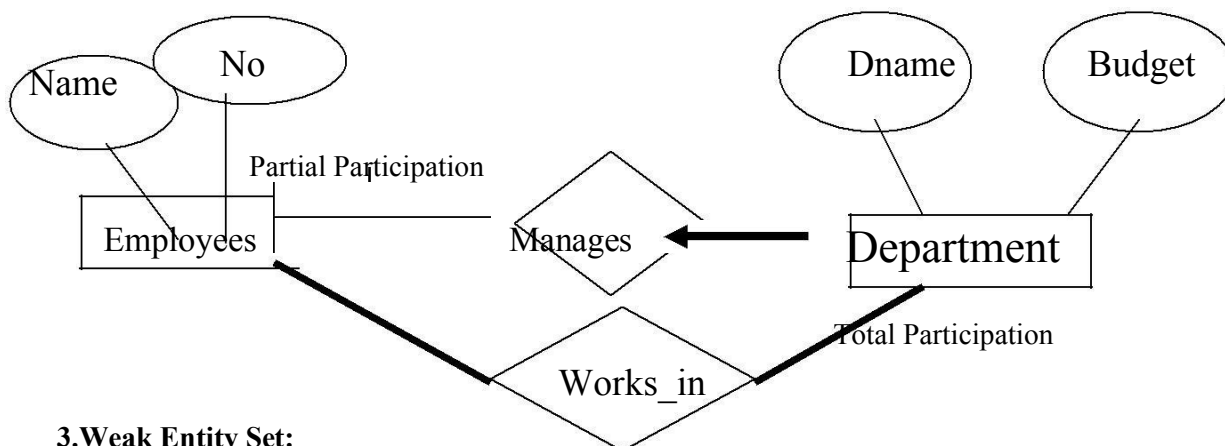 Name
No
Dname
Budget
Partial Participation
Employees
Manages
Department
Total Participation
Works_in
3.Weak Entity Set: